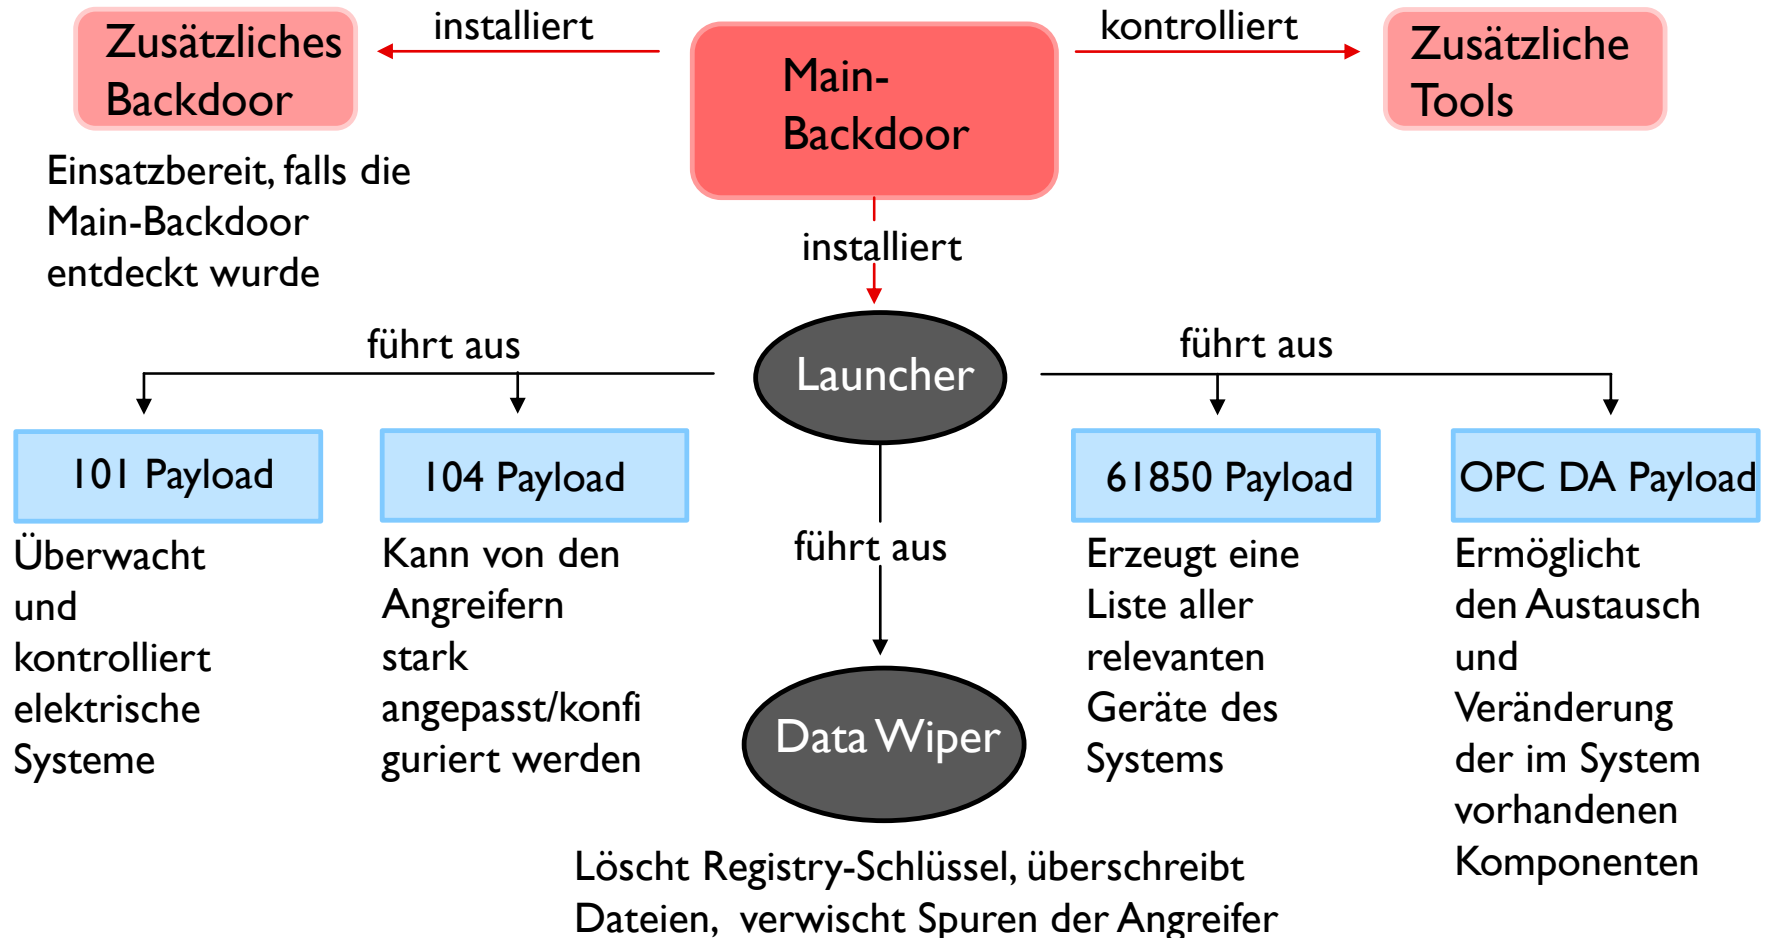 Zusätzliches
Backdoor
installiert
Main-
Backdoor
kontrolliert
Zusätzliche
Tools
Einsatzbereit, falls die
Main-Backdoor
entdeckt wurde
installiert
führt aus
Launcher
führt aus
101 Payload
104 Payload
61850 Payload
OPC DA Payload
Überwacht
und
kontrolliert
elektrische
Systeme
Kann von den
Angreifern
stark
angepasst/konfi
guriert werden
führt aus
Data Wiper
Erzeugt eine
Liste aller
relevanten
Geräte des
Systems
Ermöglicht
den Austausch
und
Veränderung
der im System
vorhandenen
Komponenten
Löscht Registry-Schlüssel, überschreibt
Dateien, verwischt Spuren der Angreifer